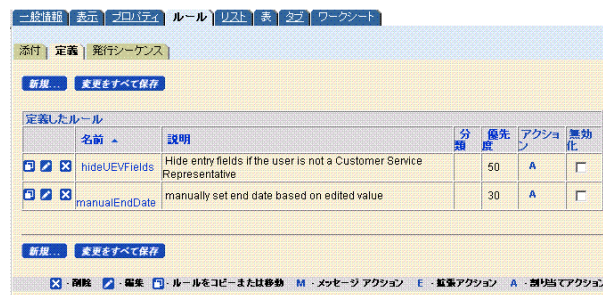 一般情報 表示 プロパティ ルール リスト 表 タブ ワークシート
添付 定義 発行シーケンス
新規... 変更をすべて保存
定義したルール
名前 説明 分類 優先度 アクション 無効化
hideUEVFields Hide entry fields if the user is not a Customer Service Representative 50 A
manualEndDate manually set end date based on edited value 30 A
新規... 変更をすべて保存
- 削除 - 編集 - ルールをコピーまたは移動 M - メッセージ アクション E - 拡張アクション A - 割り当てアクション